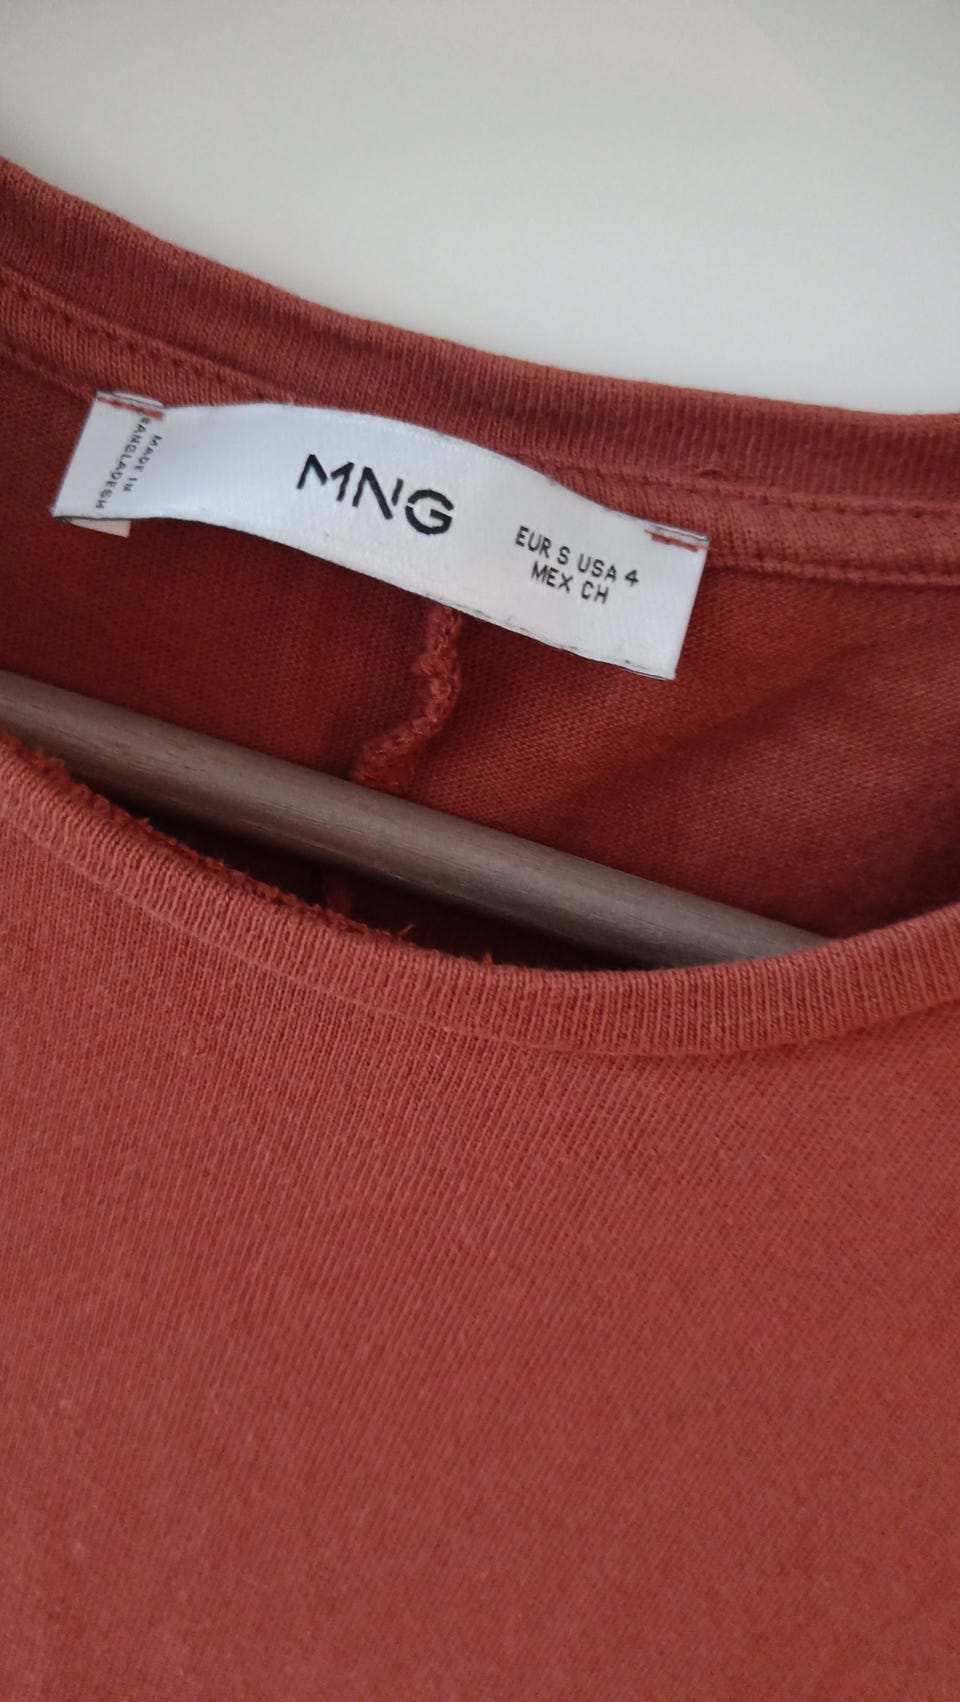 MADE IN
BANGLADESH
MNG
EUR S USA 4
MEX CH